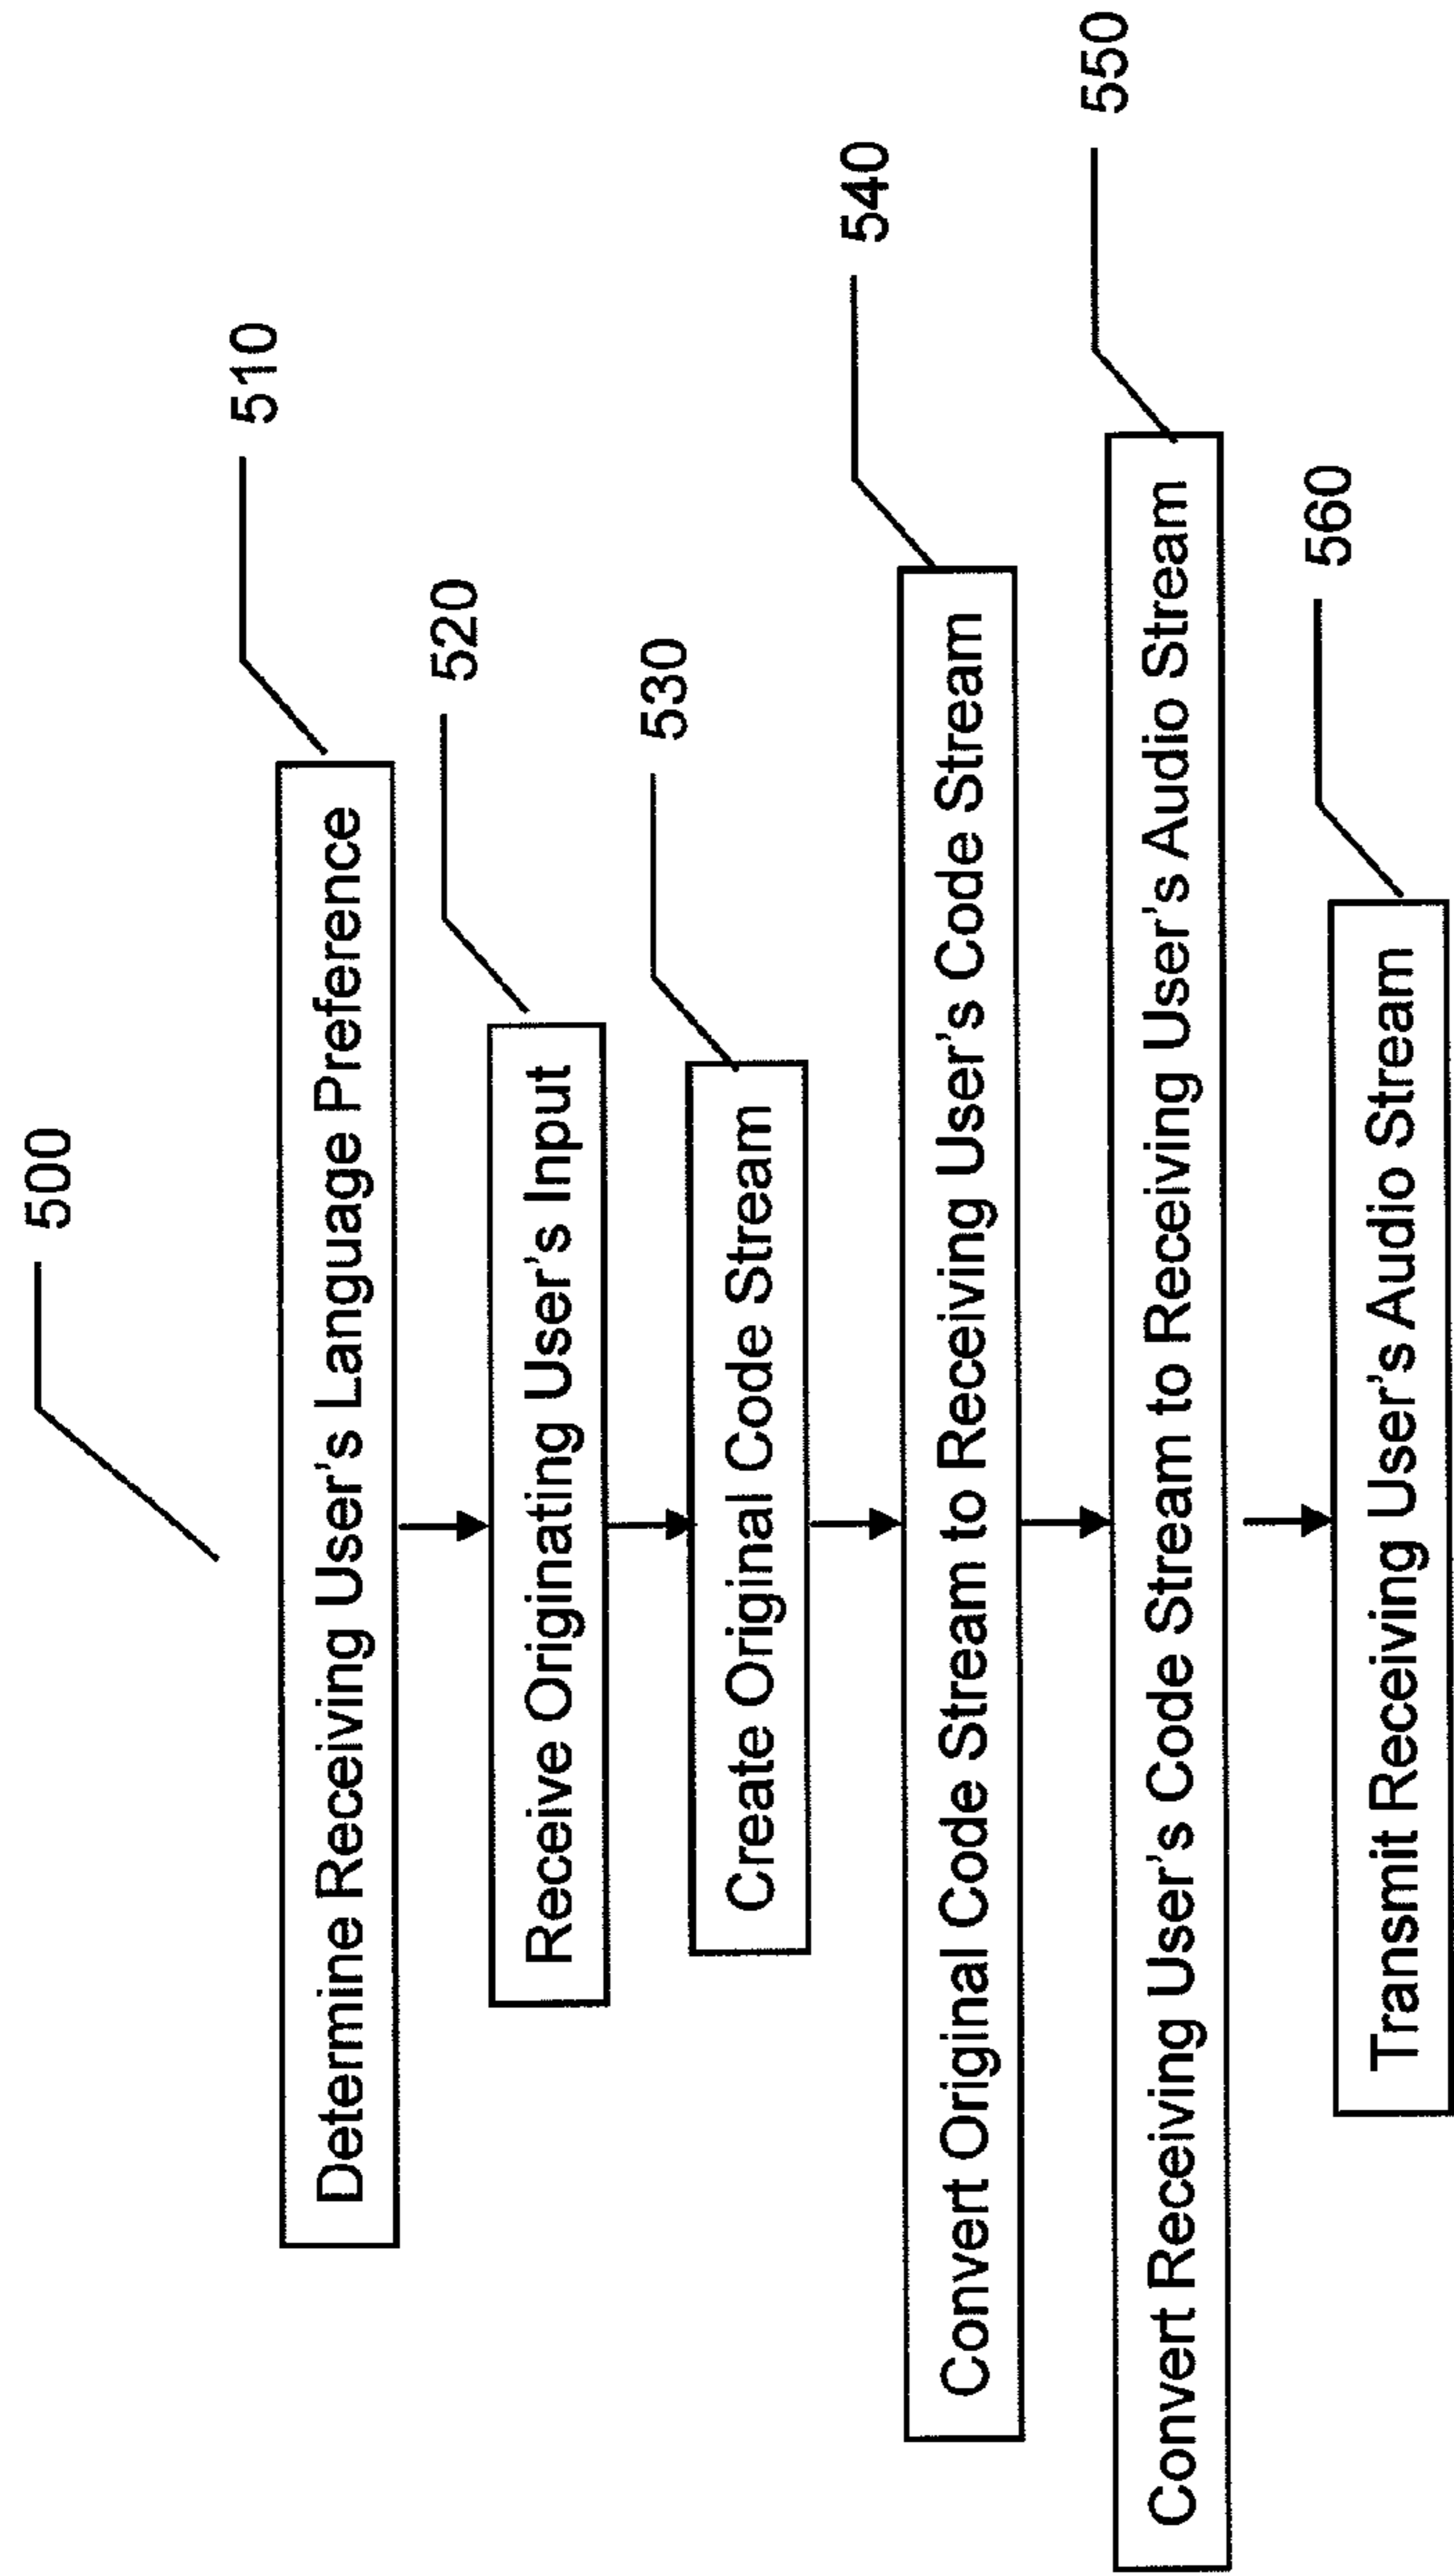 500
510
Determine Receiving User's Language Preference
520
Receive Originating User's Input
530
Create Original Code Stream
540
Convert Original Code Stream to Receiving User's Code Stream
550
Convert Receiving User's Code Stream to Receiving User's Audio Stream
560
Transmit Receiving User's Audio Stream